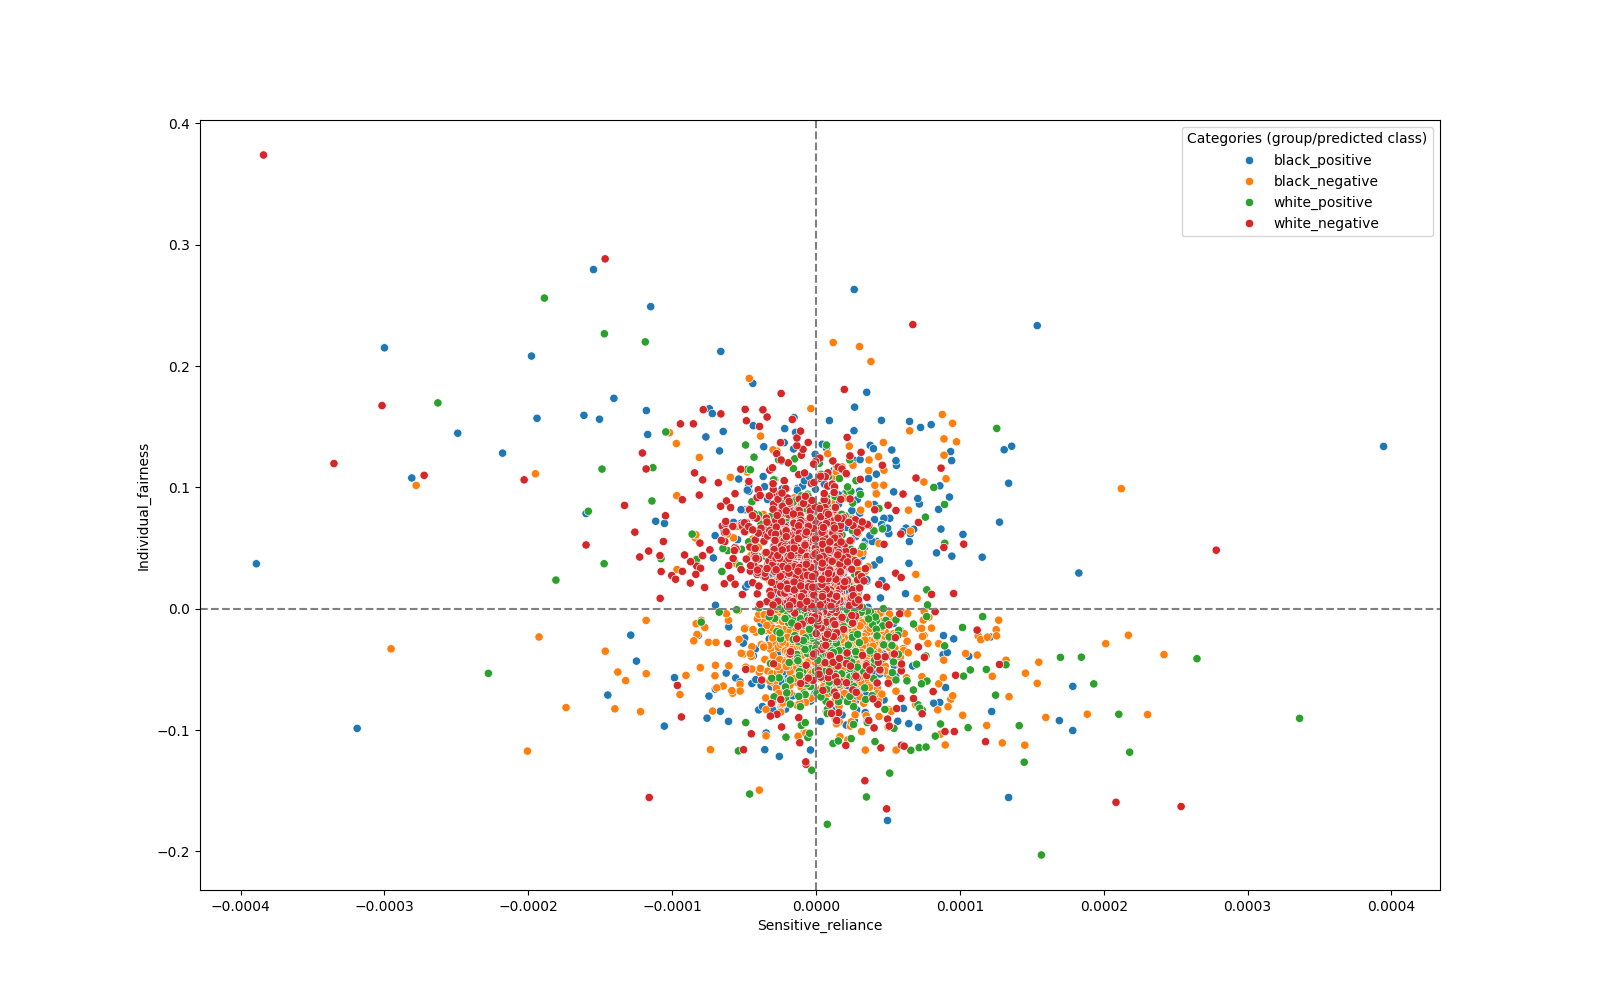 Categories (group/predicted class)
black_positive
black_negative
white_positive
white_negative
Individual_fairness
0.4
0.3
0.2
0.1
0.0
−0.1
−0.2
−0.0004 −0.0003 −0.0002 −0.0001 0.0000 0.0001 0.0002 0.0003 0.0004
Sensitive_reliance